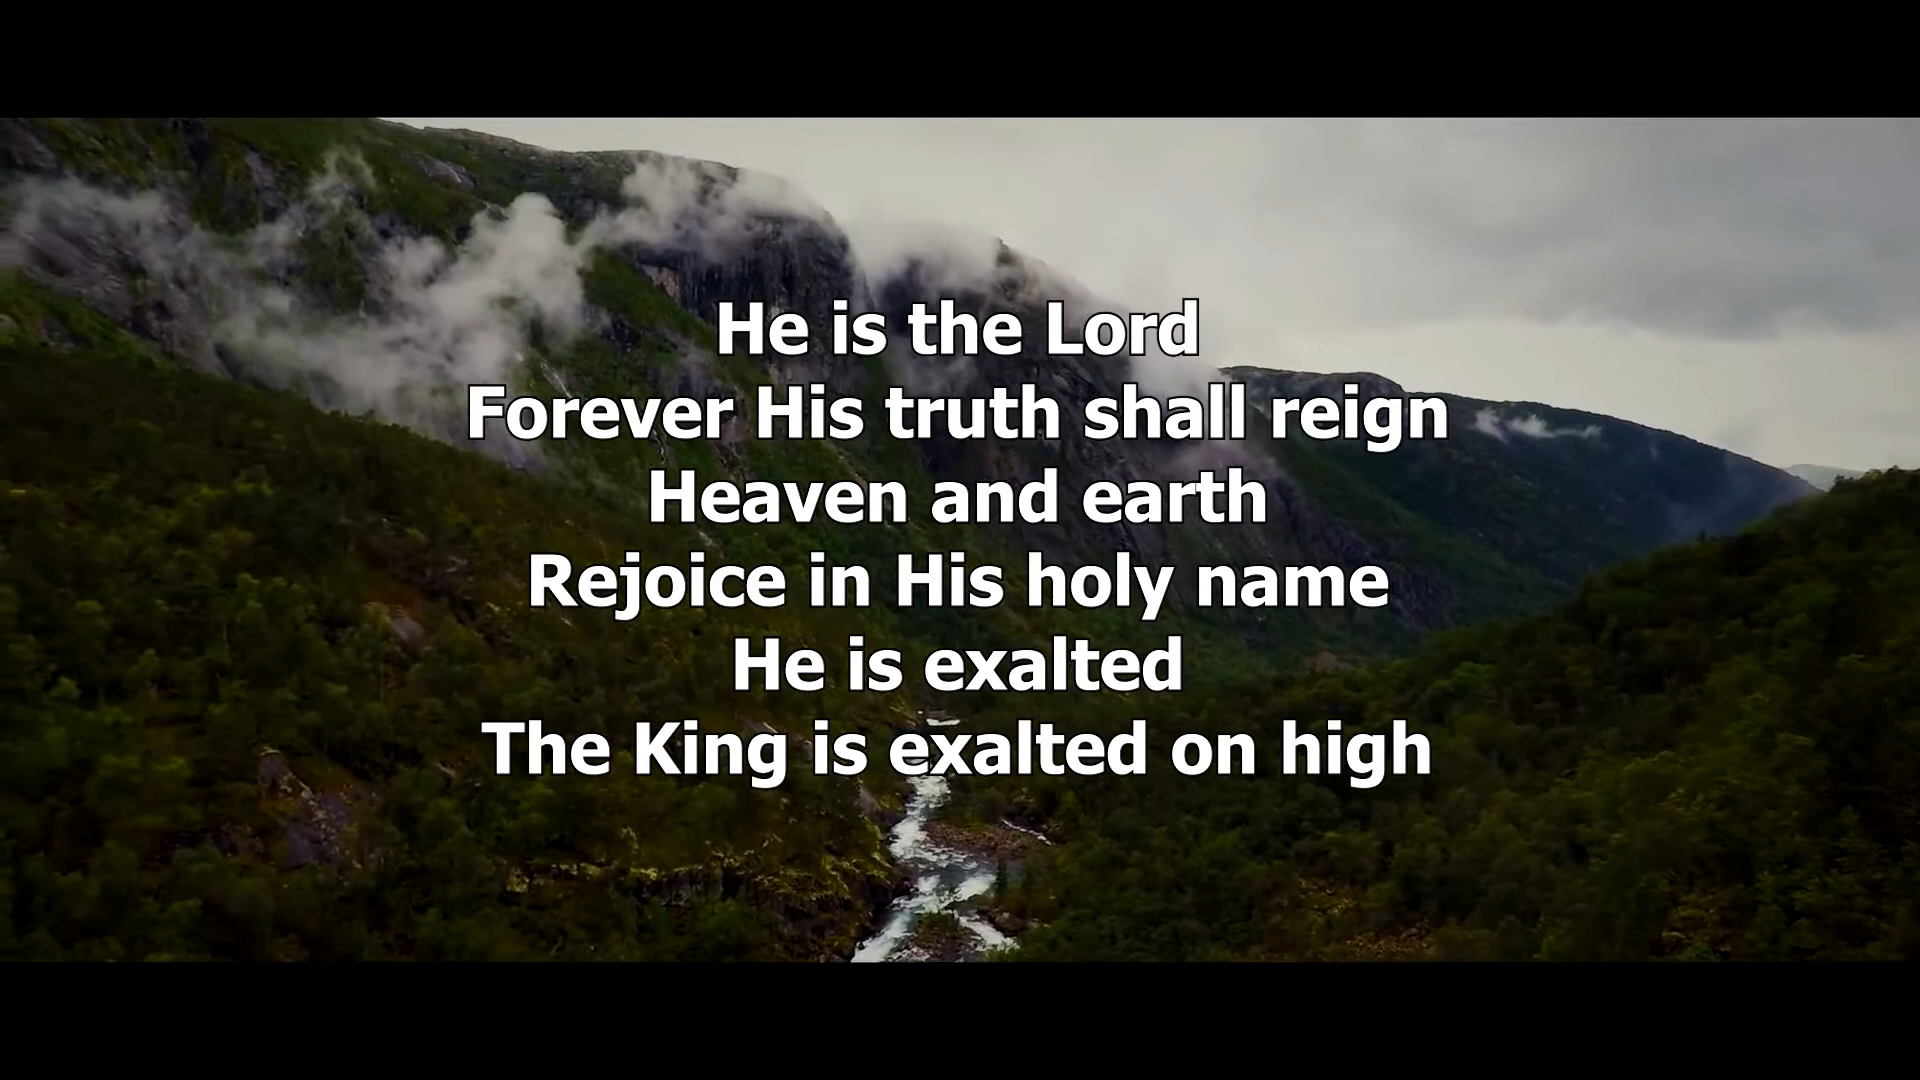 He is the Lord
Forever His truth shall reign
Heaven and earth
Rejoice in His holy name
He is exalted
The King is exalted on high